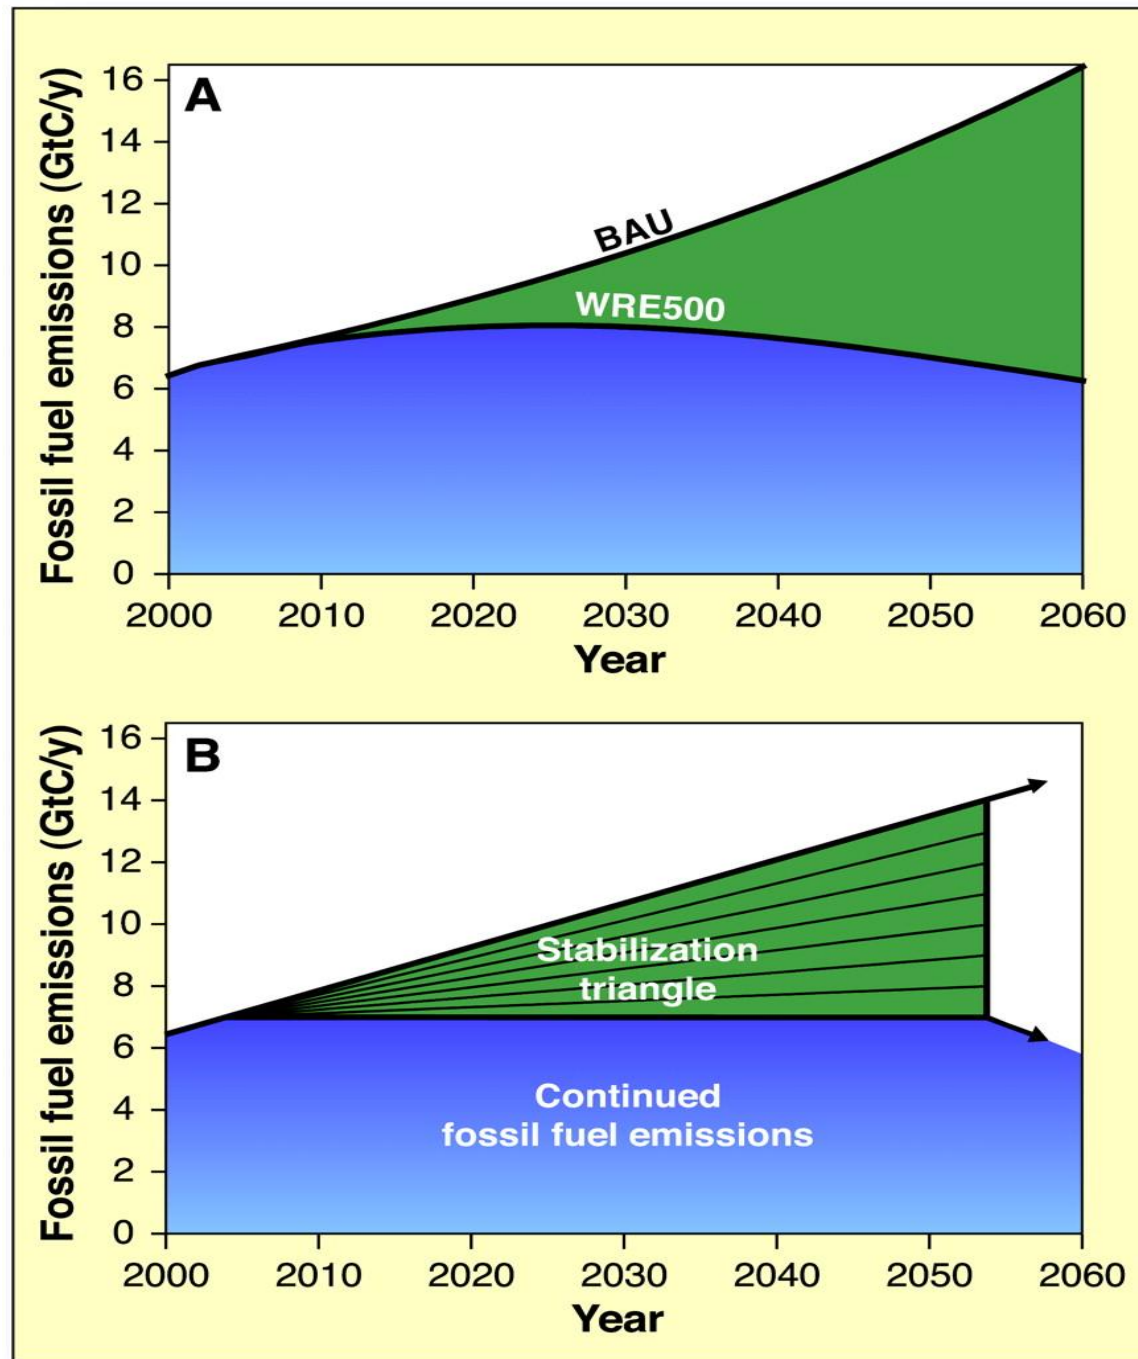 A
Fossil fuel emissions (GtC/y)
16
14
12
10
8
6
4
2
0
BAU
WRE500
2000 2010 2020 2030 2040 2050 2060
Year
B
Fossil fuel emissions (GtC/y)
16
14
12
10
8
6
4
2
0
Stabilization
triangle
Continued
fossil fuel emissions
2000 2010 2020 2030 2040 2050 2060
Year